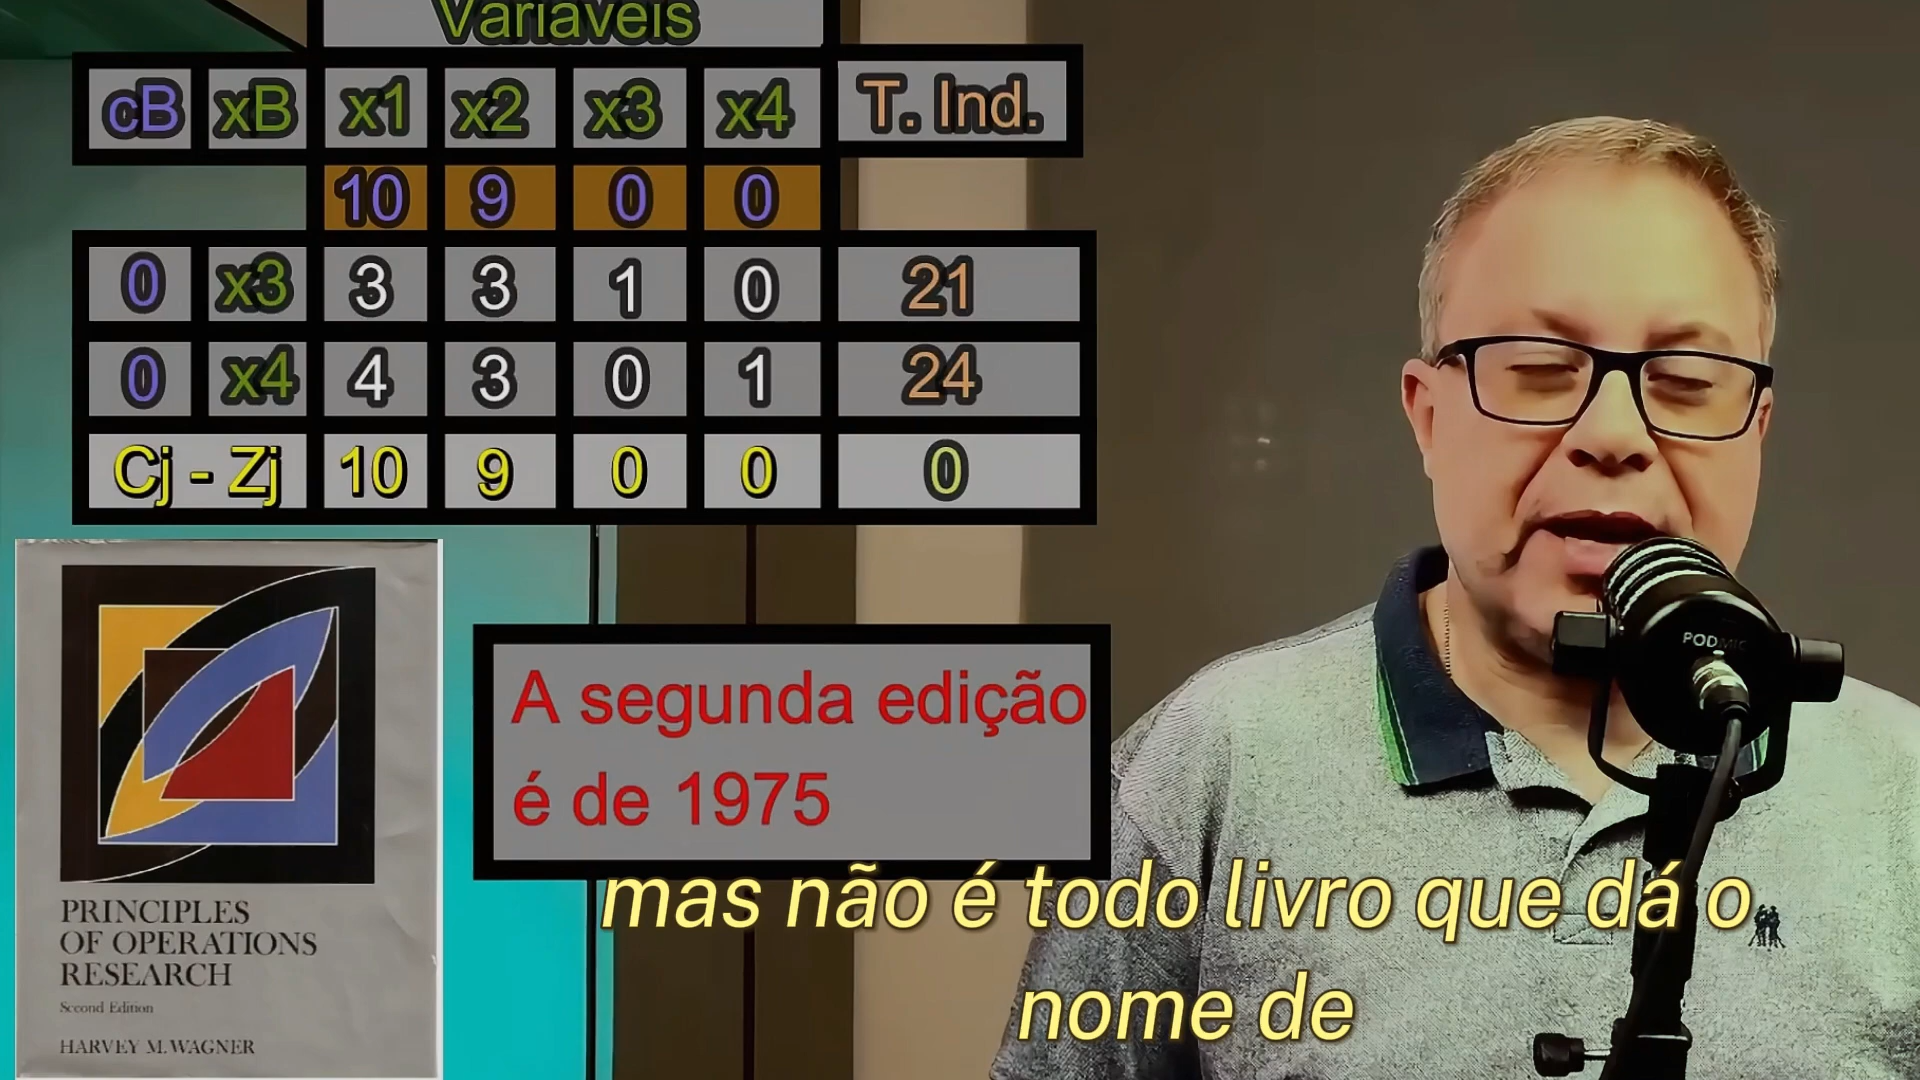 Variáveis
cB xB x1 x2 x3 x4 T. Ind.
10 9 0 0
0 x3 3 3 1 0 21
0 x4 4 3 0 1 24
Cj - Zj 10 9 0 0 0
A segunda edição
é de 1975
PRINCIPLES
OF OPERATIONS
RESEARCH
Second Edition
HARVEY M. WAGNER
PODMIC
mas não é todo livro que dá o
nome de